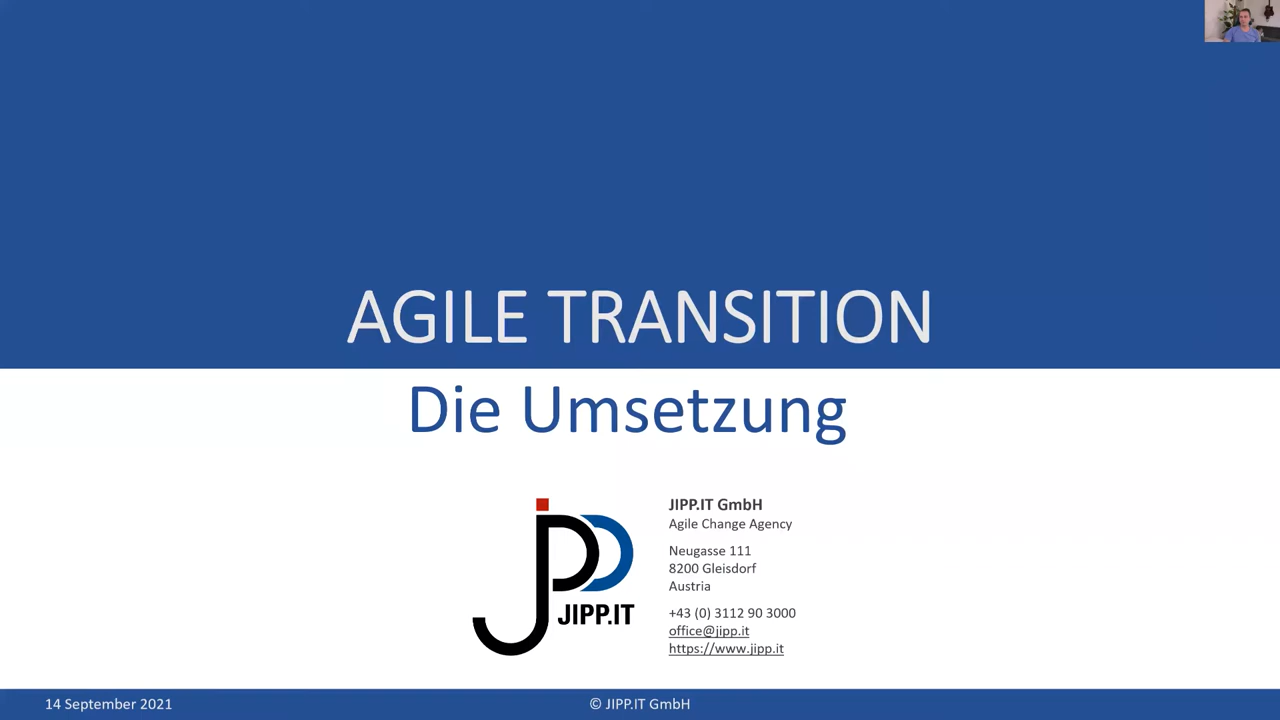 AGILE TRANSITION
Die Umsetzung
JIPP.IT
JIPP.IT GmbH
Agile Change Agency
Neugasse 111
8200 Gleisdorf
Austria
+43 (0) 3112 90 3000
office@jipp.it
https://www.jipp.it
14 September 2021
© JIPP.IT GmbH